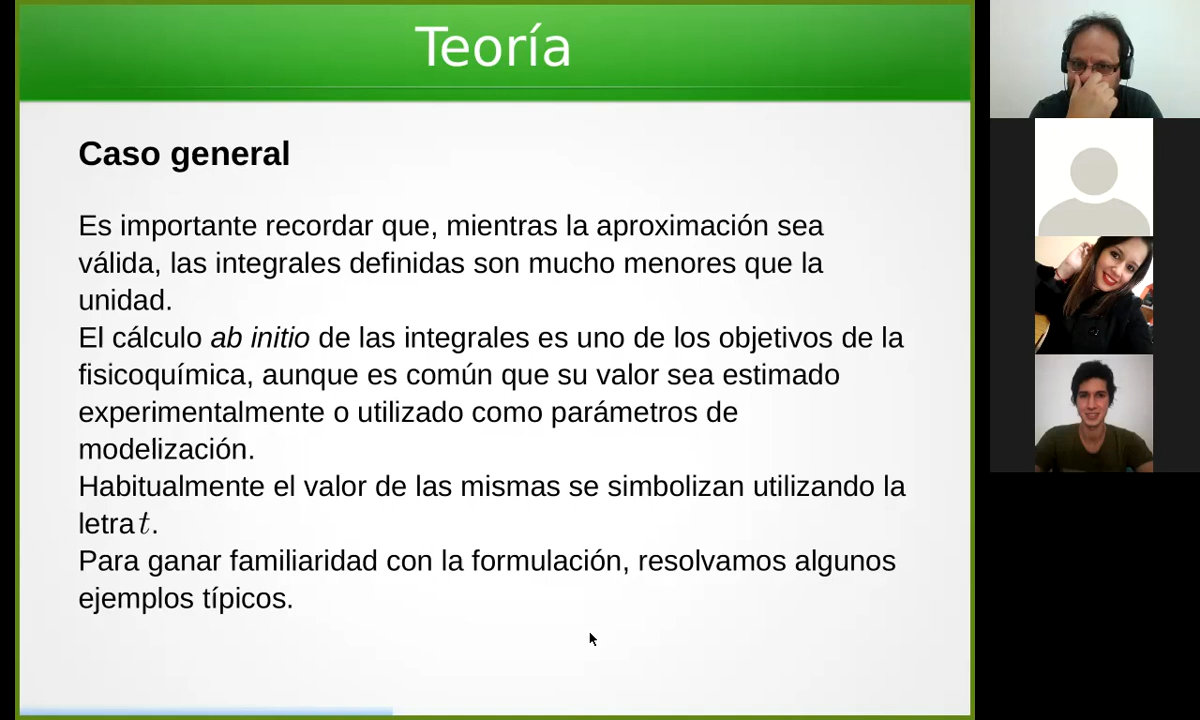 Teoría
Caso general
Es importante recordar que, mientras la aproximación sea
válida, las integrales definidas son mucho menores que la
unidad.
El cálculo ab initio de las integrales es uno de los objetivos de la
fisicoquímica, aunque es común que su valor sea estimado
experimentalmente o utilizado como parámetros de
modelización.
Habitualmente el valor de las mismas se simbolizan utilizando la
letra t.
Para ganar familiaridad con la formulación, resolvamos algunos
ejemplos típicos.